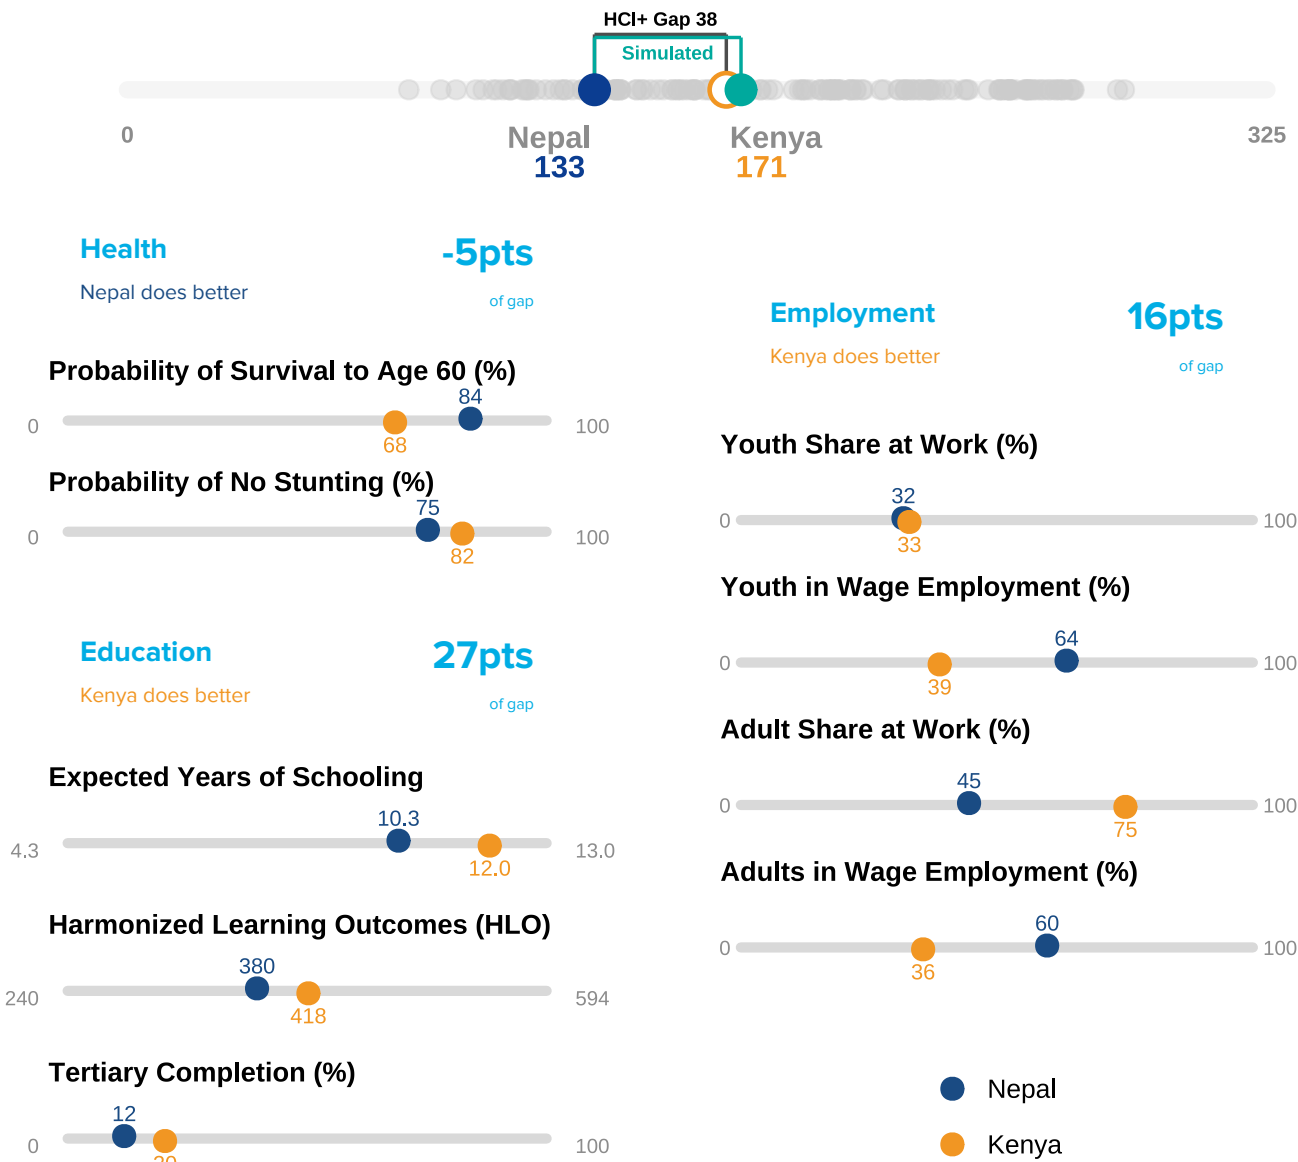 HCI+ Gap 38
Simulated
0
Nepal
133
Kenya
171
325
Health
-5pts
Nepal does better
of gap
Probability of Survival to Age 60 (%)
84
0
100
68
Probability of No Stunting (%)
75
0
100
82
Education
27pts
Kenya does better
of gap
Expected Years of Schooling
10.3
4.3
13.0
12.0
Harmonized Learning Outcomes (HLO)
380
240
594
418
Tertiary Completion (%)
12
0
100
Employment
16pts
Kenya does better
of gap
Youth Share at Work (%)
32
0
100
33
Youth in Wage Employment (%)
64
0
100
39
Adult Share at Work (%)
45
0
100
75
Adults in Wage Employment (%)
60
0
100
36
Nepal
Kenya